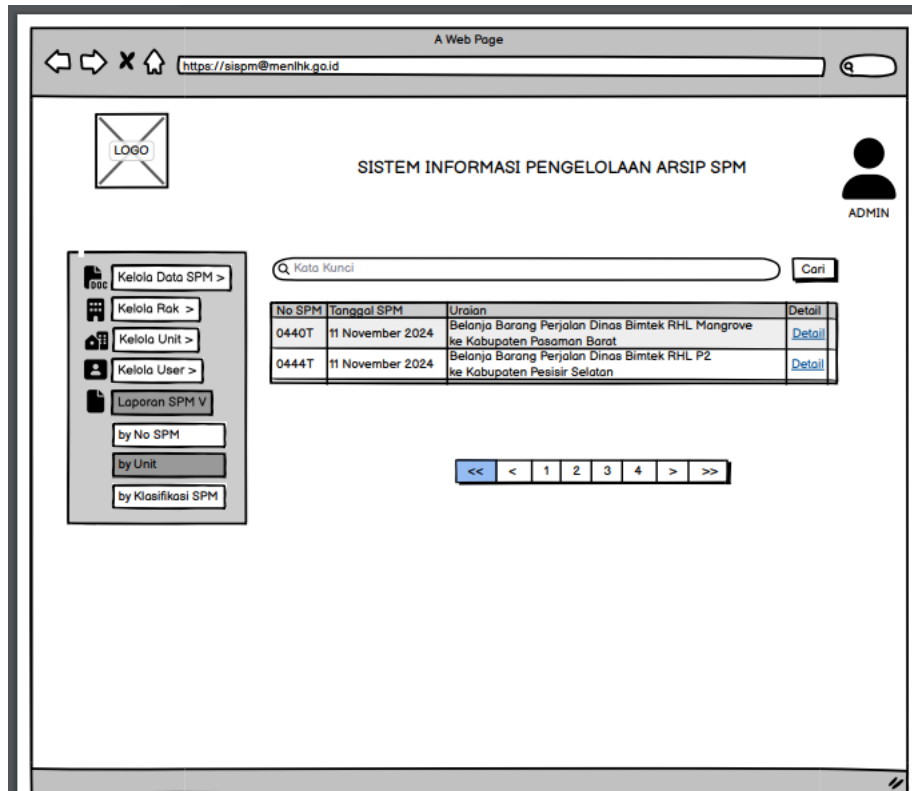 A Web Page
https://sispm@menlhk.go.id
LOGO
SISTEM INFORMASI PENGELOLAAN ARSIP SPM
ADMIN
DOC
Kelola Data SPM >
Kelola Rak >
Kelola Unit >
Kelola User >
Laporan SPM V
by No SPM
by Unit
by Klasifikasi SPM
Kata Kunci
Cari
No SPM Tanggal SPM Uraian Detail
0440T 11 November 2024 Belanja Barang Perjalan Dinas Bimtek RHL Mangrove
ke Kabupaten Pasaman Barat Detail
0444T 11 November 2024 Belanja Barang Perjalan Dinas Bimtek RHL P2
ke Kabupaten Pesisir Selatan Detail
<< < 1 2 3 4 > >>